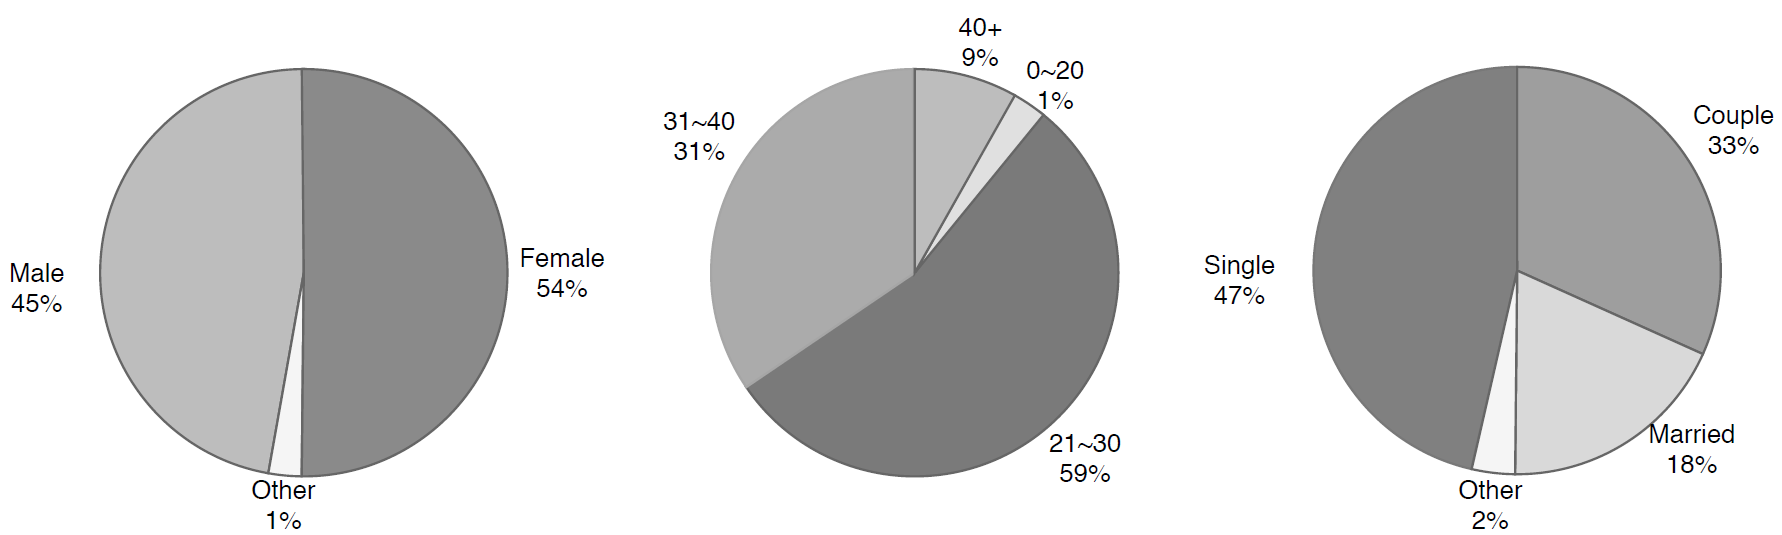 Male
45%
Female
54%
Other
1%
40+
9%
0~20
1%
31~40
31%
21~30
59%
Couple
33%
Single
47%
Married
18%
Other
2%